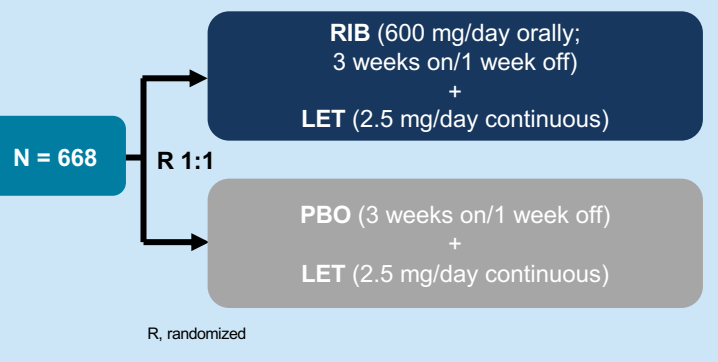 RIB (600 mg/day orally;
3 weeks on/1 week off)
+
LET (2.5 mg/day continuous)
N = 668
R 1:1
PBO (3 weeks on/1 week off)
+
LET (2.5 mg/day continuous)
R, randomized